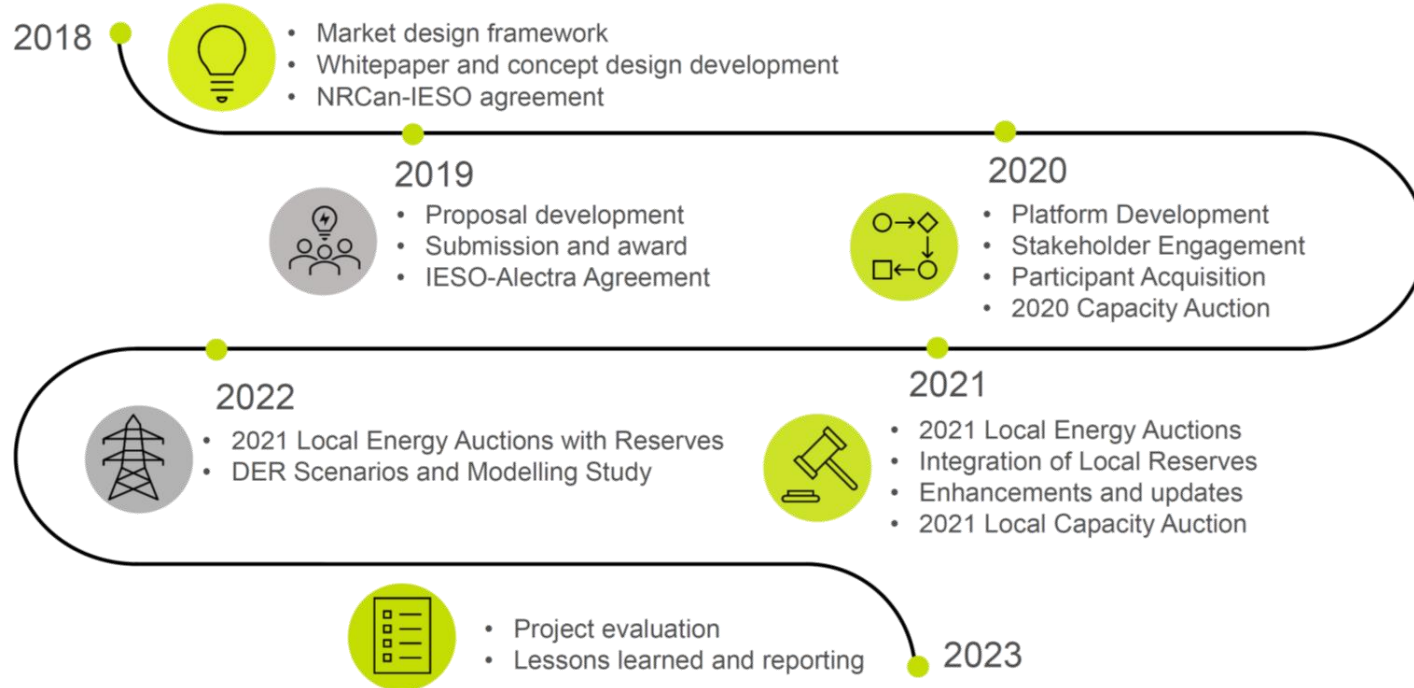 2018
• Market design framework
• Whitepaper and concept design development
• NRCan-IESO agreement
2019
• Proposal development
• Submission and award
• IESO-Alectra Agreement
2020
• Platform Development
• Stakeholder Engagement
• Participant Acquisition
• 2020 Capacity Auction
2021
• 2021 Local Energy Auctions
• Integration of Local Reserves
• Enhancements and updates
• 2021 Local Capacity Auction
2022
• 2021 Local Energy Auctions with Reserves
• DER Scenarios and Modelling Study
• Project evaluation
• Lessons learned and reporting
2023